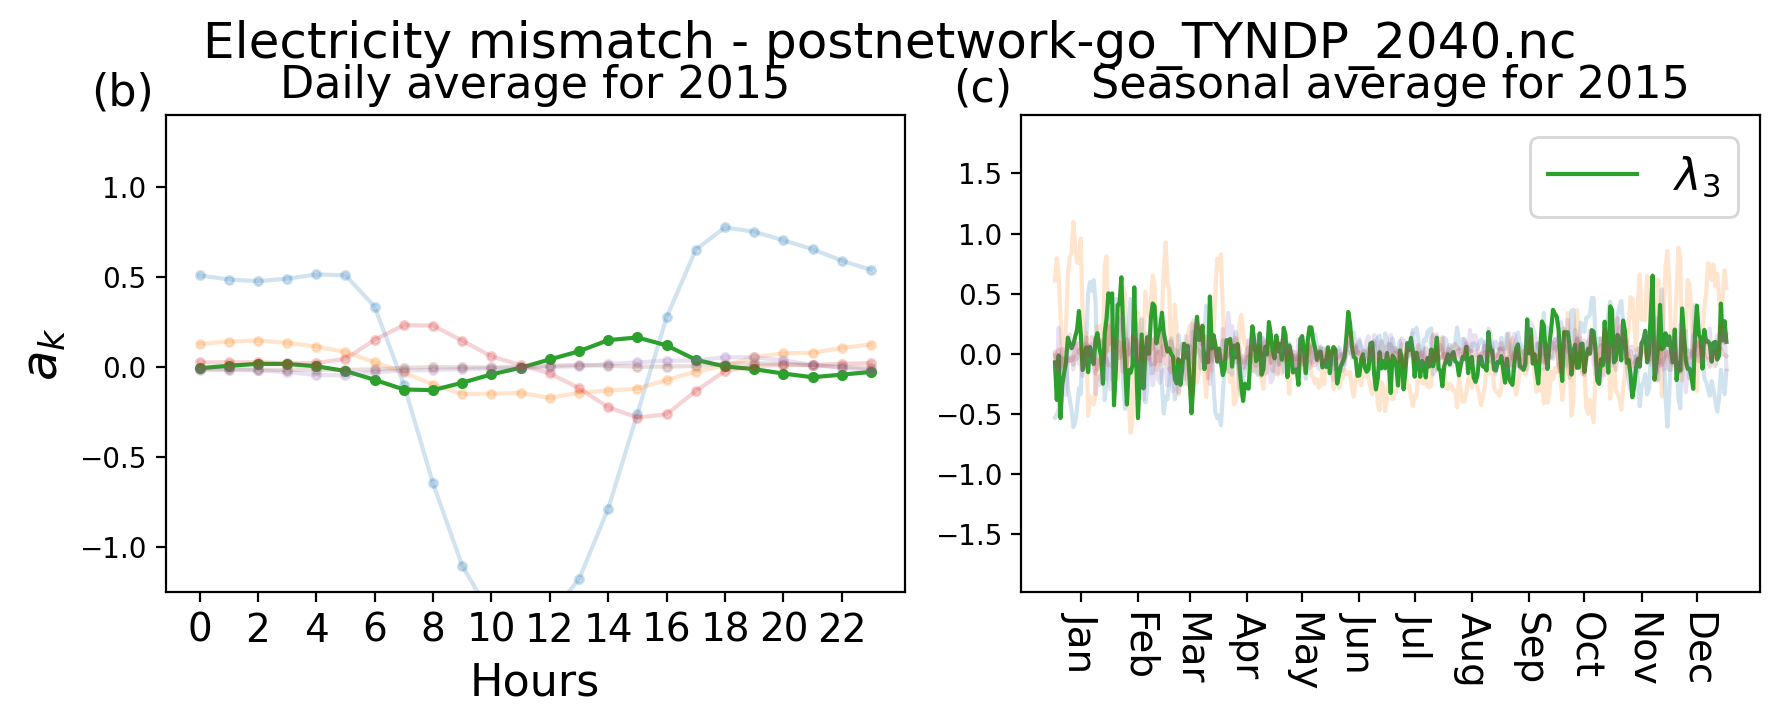 Electricity mismatch - postnetwork-go_TYNDP_2040.nc
(b) Daily average for 2015
1.0
0.5
0.0
−0.5
−1.0
a_k
0 2 4 6 8 10 12 14 16 18 20 22
Hours
(c) Seasonal average for 2015
λ_3
1.5
1.0
0.5
0.0
−0.5
−1.0
−1.5
Jan Feb Mar Apr May Jun Jul Aug Sep Oct Nov Dec